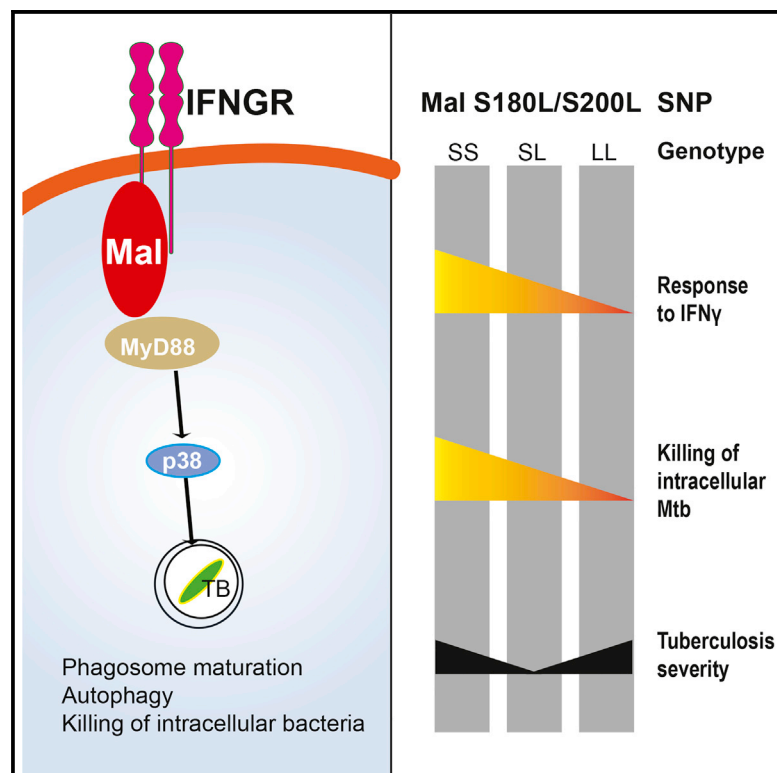 IFNGR
Mal
MyD88
p38
TB
Phagosome maturation
Autophagy
Killing of intracellular bacteria
Mal S180L/S200L SNP
SS SL LL Genotype
Response
to IFNγ
Killing of
intracellular
Mtb
Tuberculosis
severity